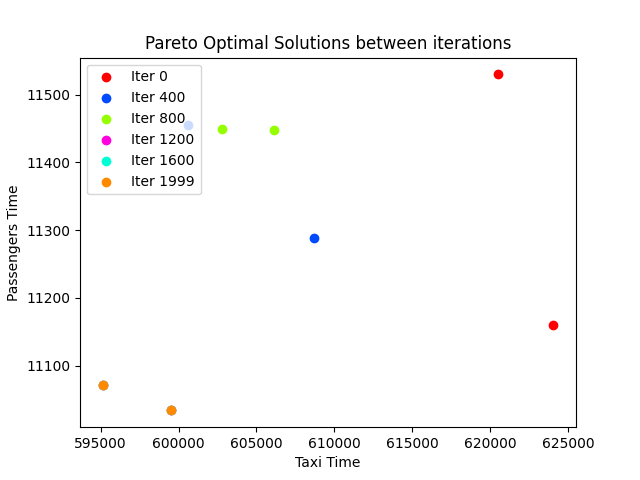 Pareto Optimal Solutions between iterations
Iter 0
Iter 400
Iter 800
Iter 1200
Iter 1600
Iter 1999
11500
11400
11300
11200
11100
Passengers Time
595000 600000 605000 610000 615000 620000 625000
Taxi Time